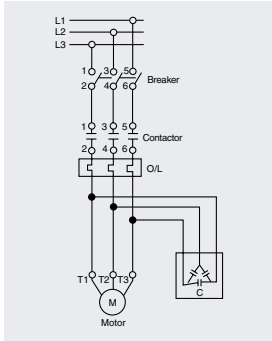 L1
L2
L3
1 3 5
Breaker
2 4 6
1 3 5
Contactor
2 4 6
O/L
T1 T2 T3
C
M
Motor